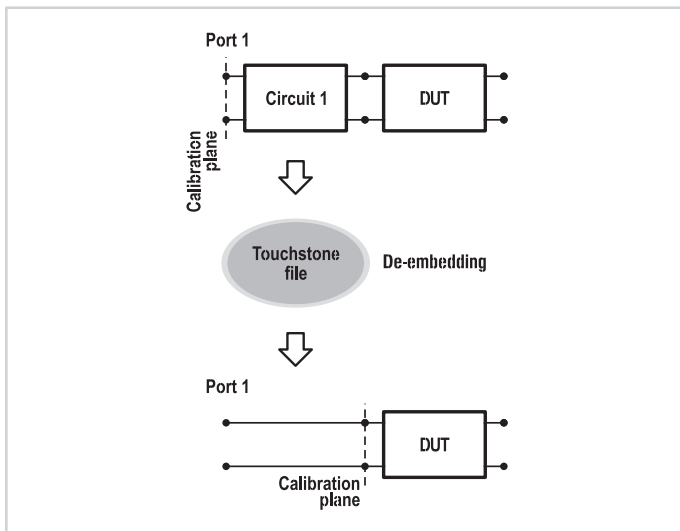 Port 1
Circuit 1
DUT
Calibration
plane
Touchstone
file
De-embedding
Port 1
DUT
Calibration
plane